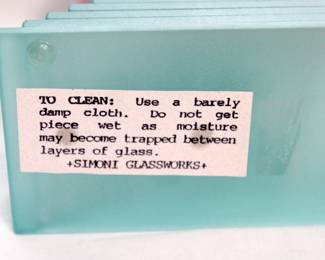 TO CLEAN: Use a barely
damp cloth. Do not get
piece wet as moisture
may become trapped between
layers of glass.
+SIMONI GLASSWORKS+